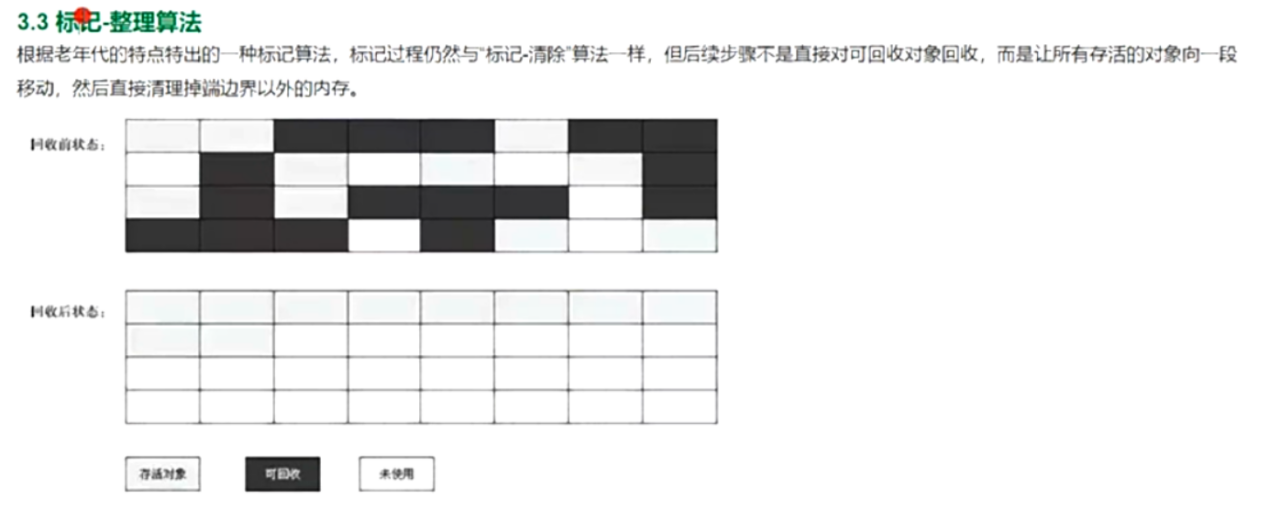 3.3 标记-整理算法
根据老年代的特点特出的一种标记算法，标记过程仍然与“标记-清除”算法一样，但后续步骤不是直接对可回收对象回收，而是让所有存活的对象向一段
移动，然后直接清理掉端边界以外的内存。
回收前状态：
回收后状态：
存活对象 可回收 未使用